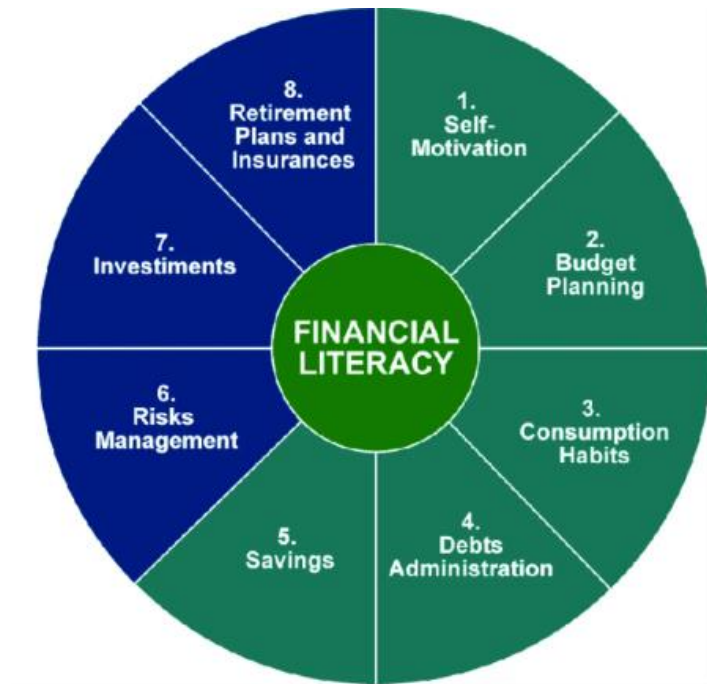 FINANCIAL
LITERACY
1.
Self-
Motivation
2.
Budget
Planning
3.
Consumption
Habits
4.
Debts
Administration
5.
Savings
6.
Risks
Management
7.
Investiments
8.
Retirement
Plans and
Insurances